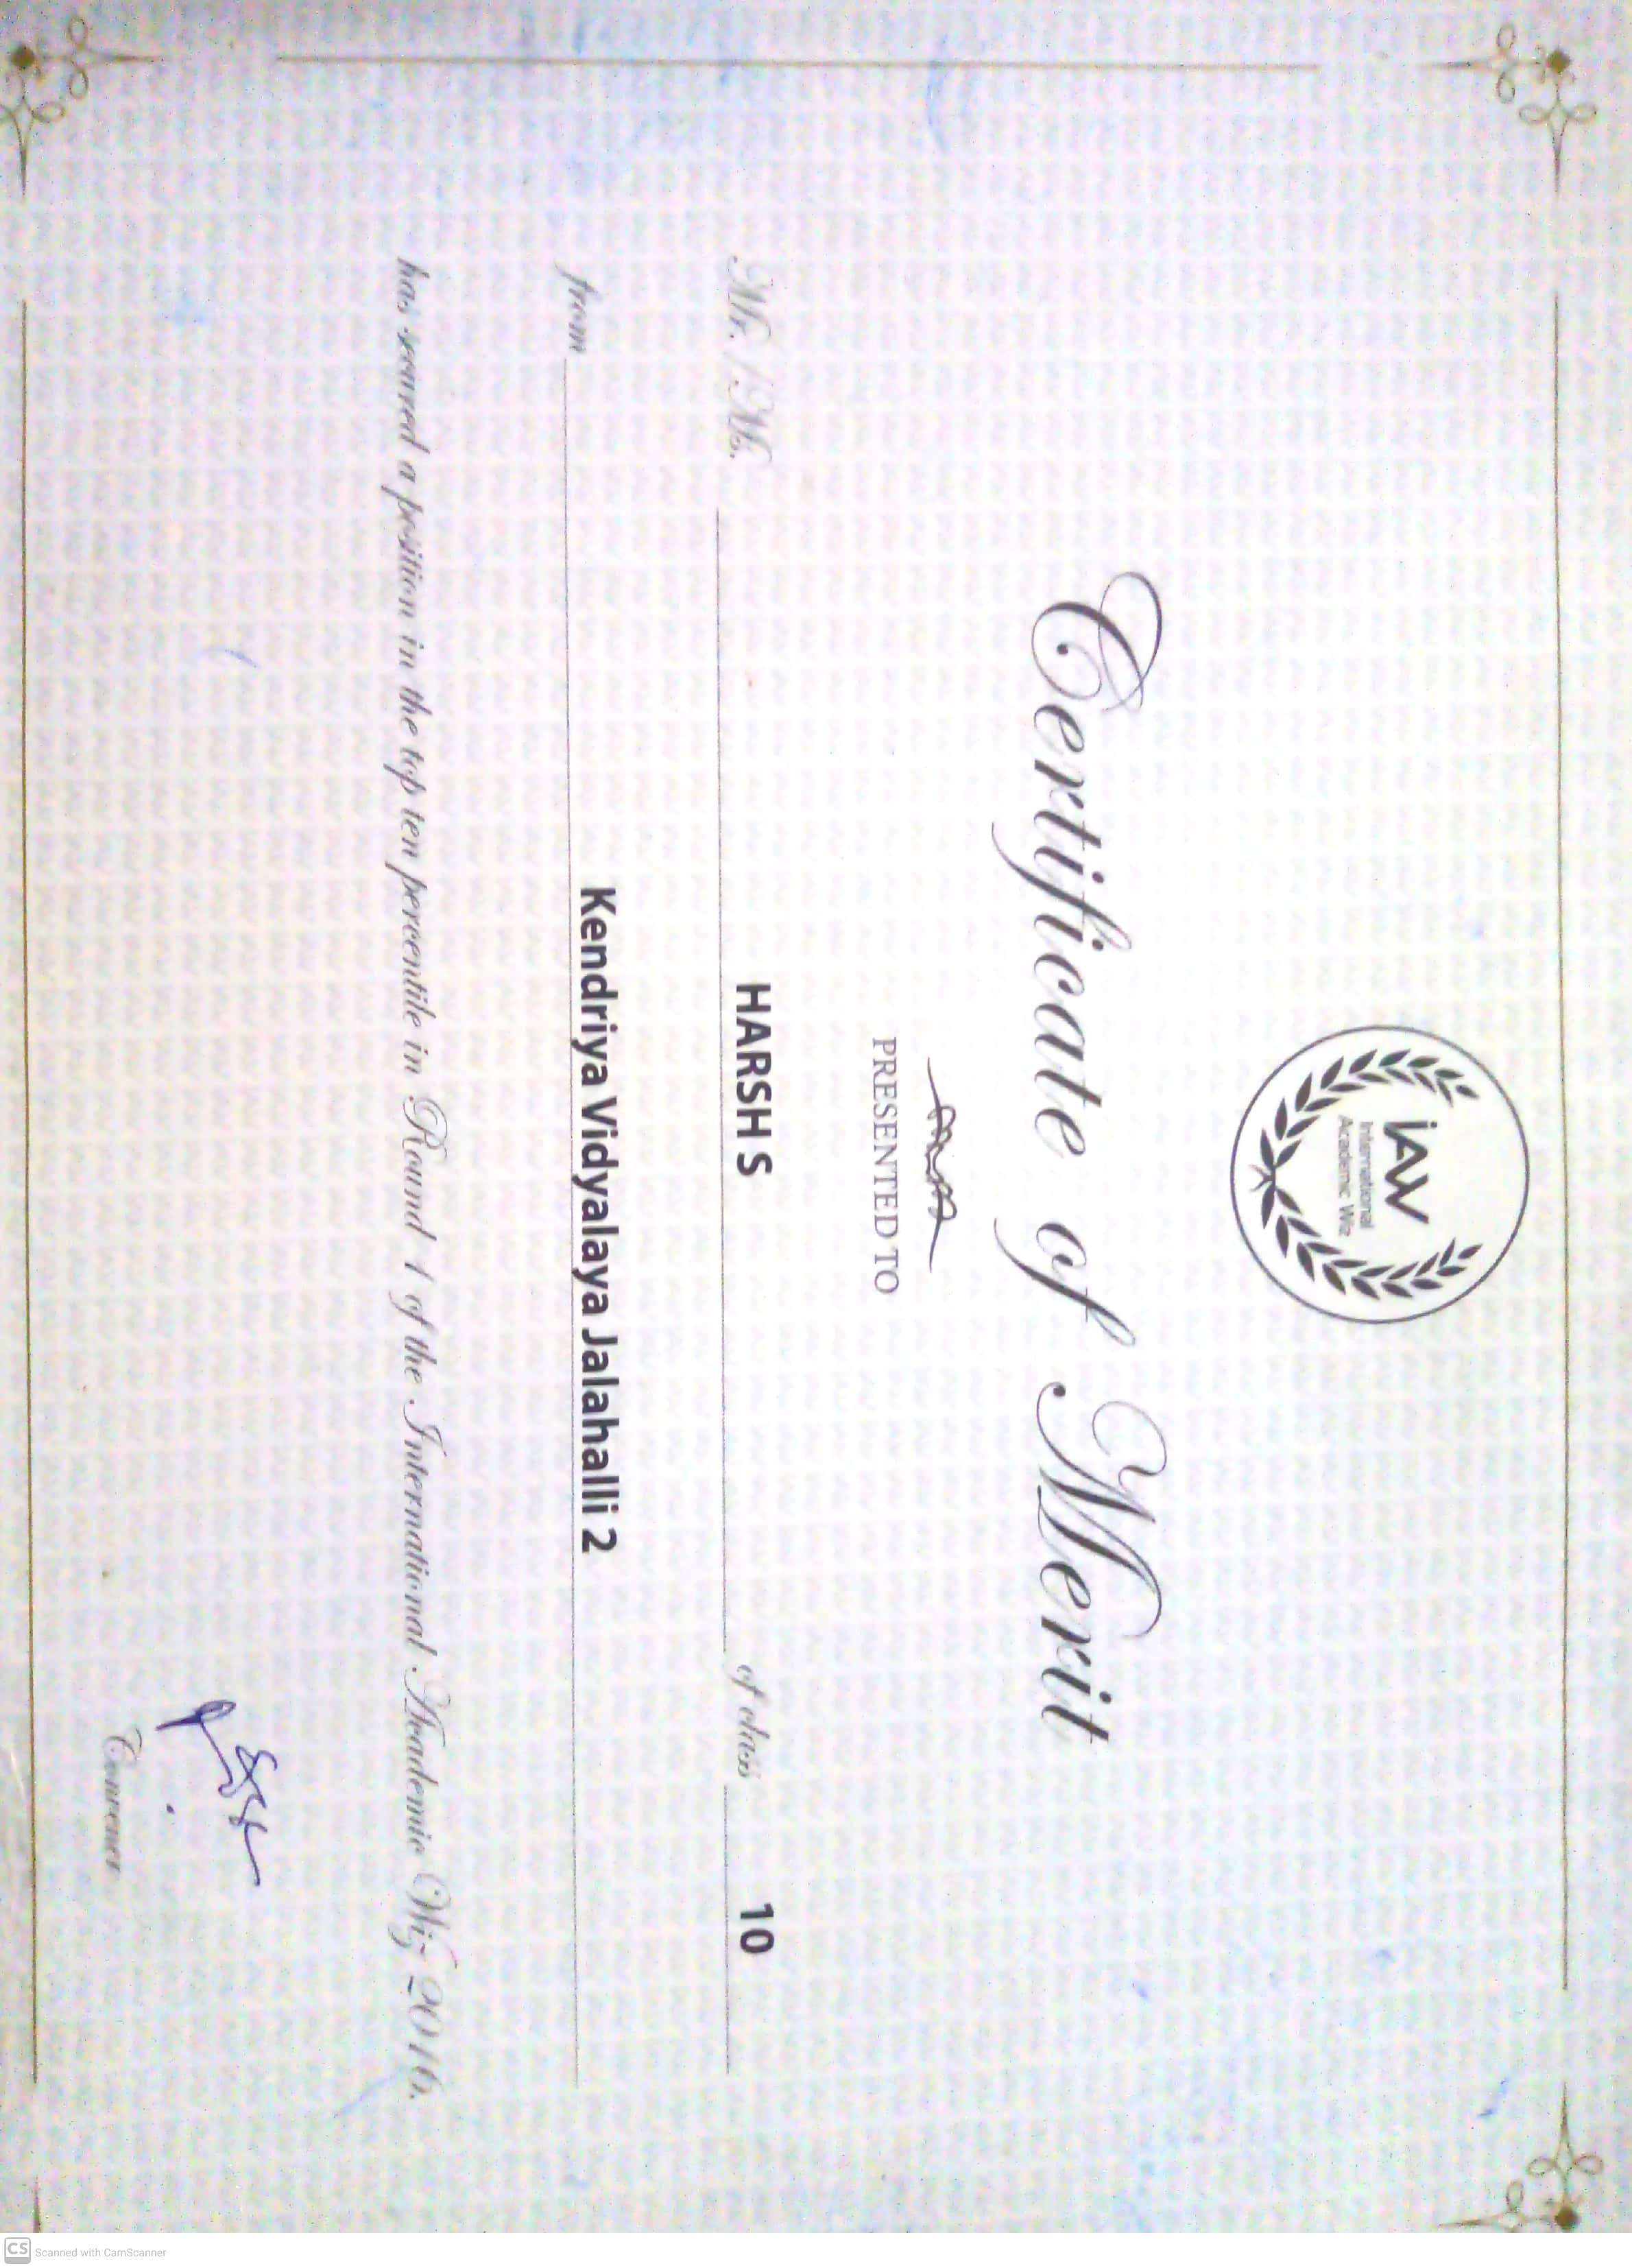 iAW
International
Academic Wiz
Certificate of Merit
PRESENTED TO
Mr. / Ms. HARSH S of class 10
from Kendriya Vidyalaya Jalahalli 2
has secured a position in the top ten percentile in Round 1 of the International Academic Wiz 2016.
Convener
CS Scanned with CamScanner